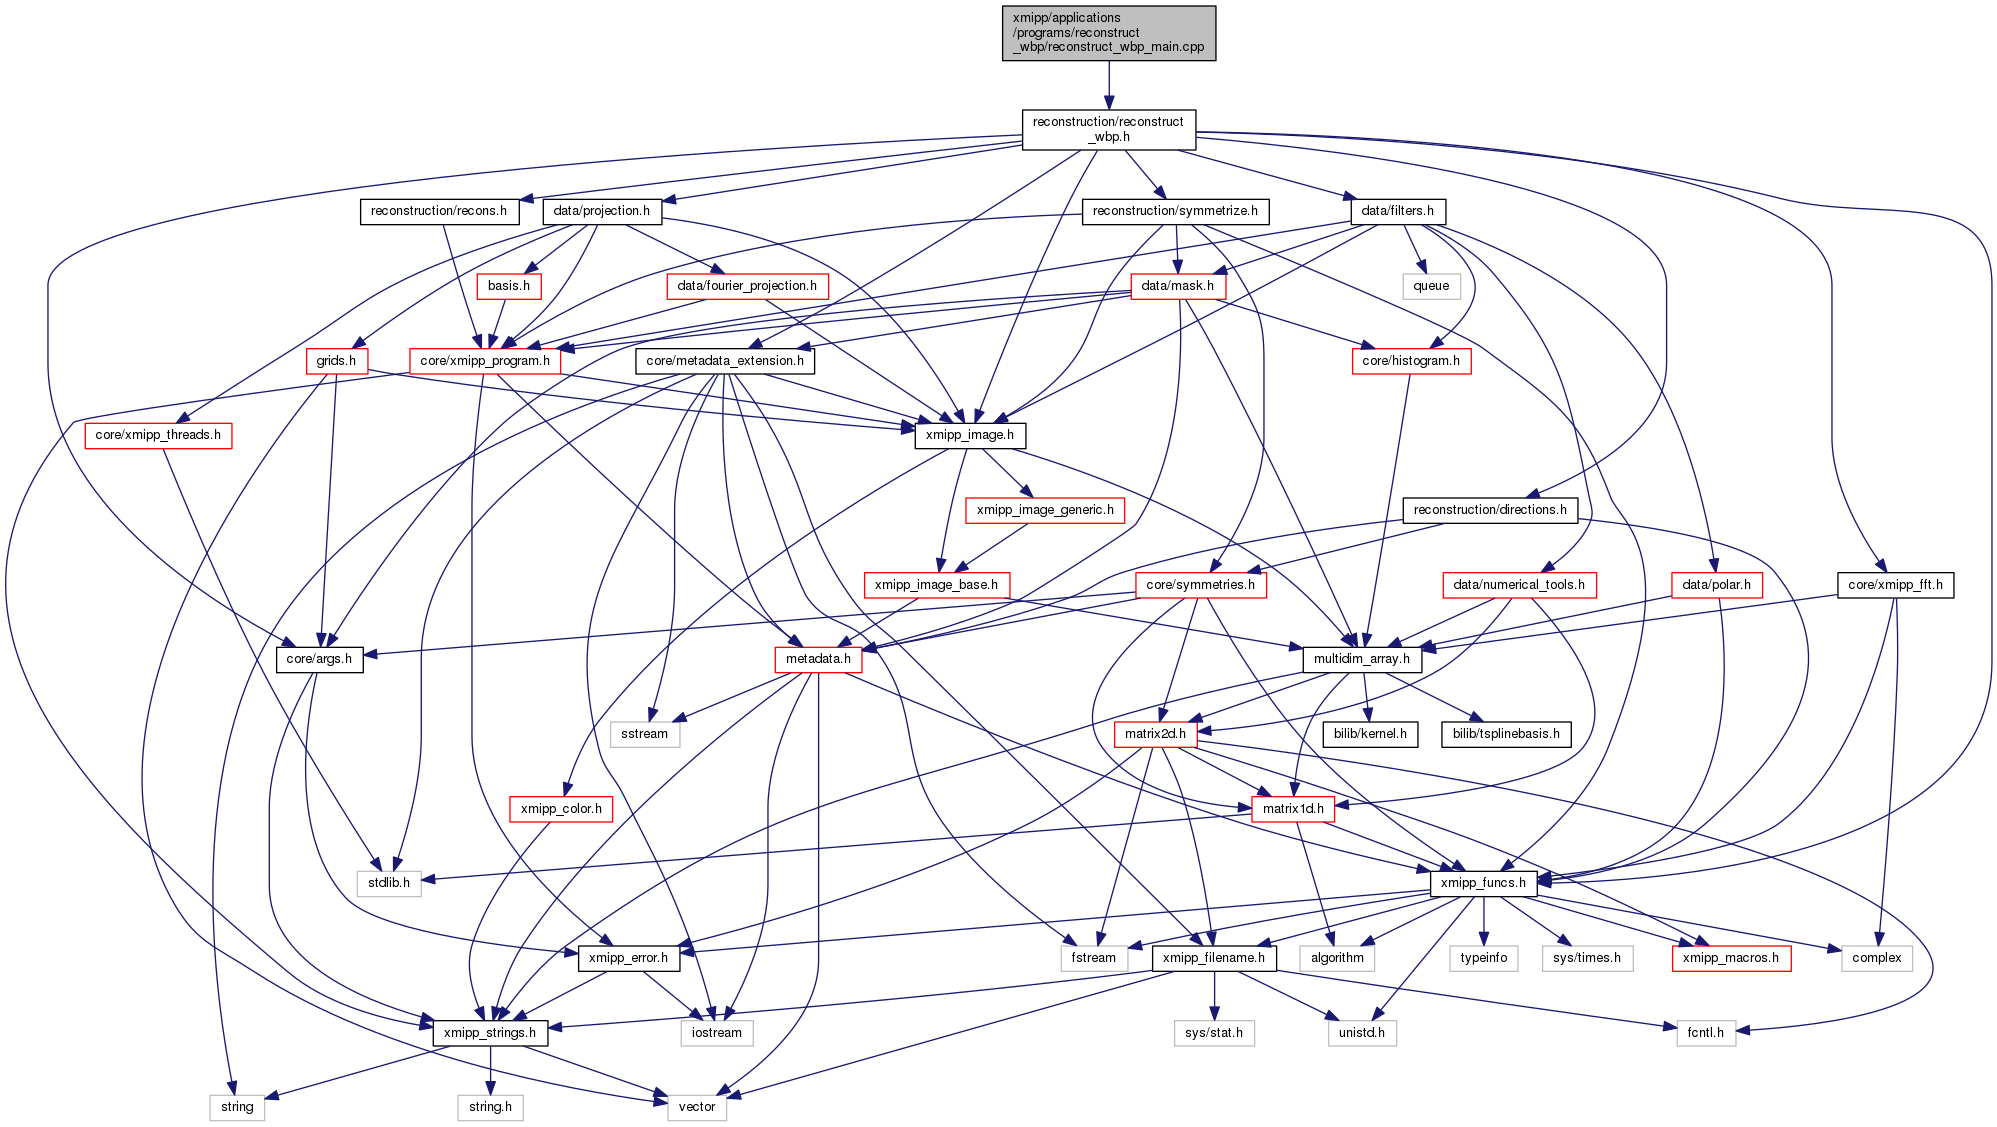 xmipp/applications
/programs/reconstruct
_wbp/reconstruct_wbp_main.cpp
reconstruction/reconstruct
_wbp.h
reconstruction/recons.h
data/projection.h
reconstruction/symmetrize.h
data/filters.h
basis.h
data/fourier_projection.h
data/mask.h
queue
grids.h
core/xmipp_program.h
core/metadata_extension.h
core/histogram.h
core/xmipp_threads.h
xmipp_image.h
xmipp_image_generic.h
reconstruction/directions.h
xmipp_image_base.h
core/symmetries.h
data/numerical_tools.h
data/polar.h
core/xmipp_fft.h
core/args.h
metadata.h
multidim_array.h
sstream
matrix2d.h
bilib/kernel.h
bilib/tsplinebasis.h
xmipp_color.h
matrix1d.h
stdlib.h
xmipp_funcs.h
xmipp_error.h
fstream
xmipp_filename.h
algorithm
typeinfo
sys/times.h
xmipp_macros.h
complex
xmipp_strings.h
iostream
sys/stat.h
unistd.h
fcntl.h
string
string.h
vector